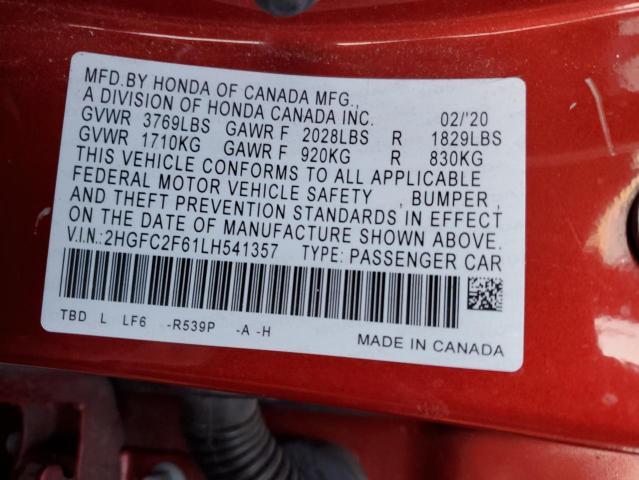 MFD.BY HONDA OF CANADA MFG.,
A DIVISION OF HONDA CANADA INC. 02/'20
GVWR 3769LBS GAWR F 2028LBS R 1829LBS
GVWR 1710KG GAWR F 920KG R 830KG
THIS VEHICLE CONFORMS TO ALL APPLICABLE
FEDERAL MOTOR VEHICLE SAFETY , BUMPER ,
AND THEFT PREVENTION STANDARDS IN EFFECT
ON THE DATE OF MANUFACTURE SHOWN ABOVE.
V.I.N.:2HGFC2F61LH541357 TYPE: PASSENGER CAR
TBD L LF6 -R539P -A -H
MADE IN CANADA